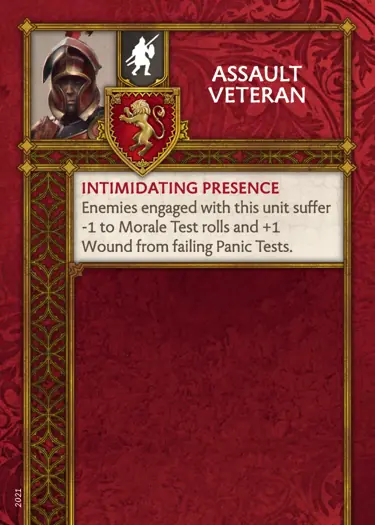 ASSAULT
VETERAN
INTIMIDATING PRESENCE
Enemies engaged with this unit suffer
-1 to Morale Test rolls and +1
Wound from failing Panic Tests.
2021